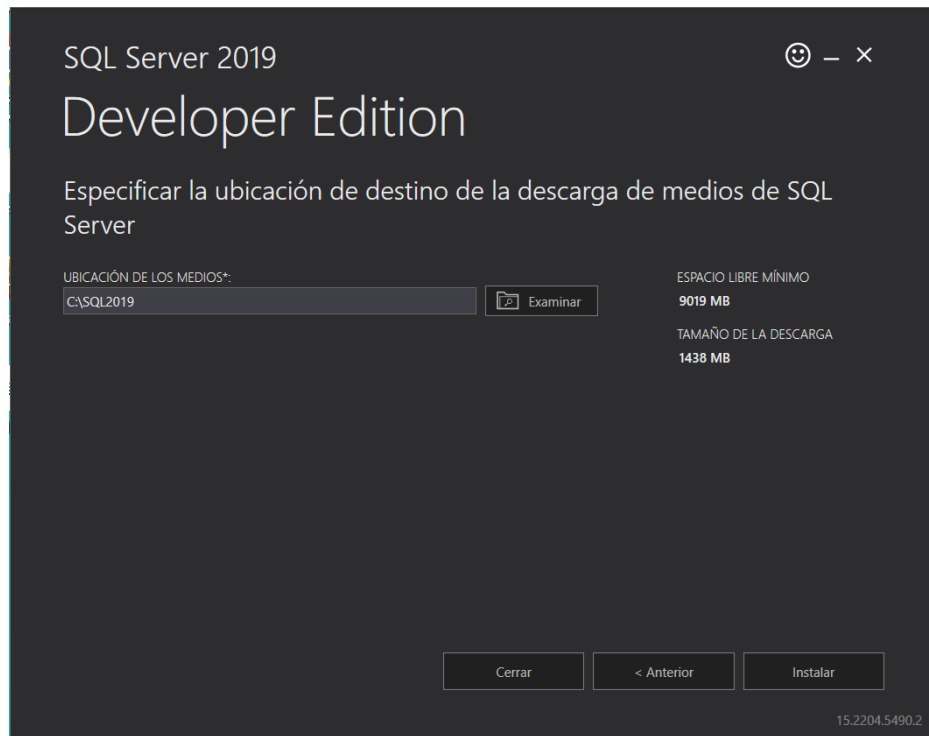 SQL Server 2019
Developer Edition
Especificar la ubicación de destino de la descarga de medios de SQL
Server
UBICACIÓN DE LOS MEDIOS*:
C:\SQL2019
Examinar
ESPACIO LIBRE MÍNIMO
9019 MB
TAMAÑO DE LA DESCARGA
1438 MB
Cerrar
< Anterior
Instalar
15.2204.5490.2